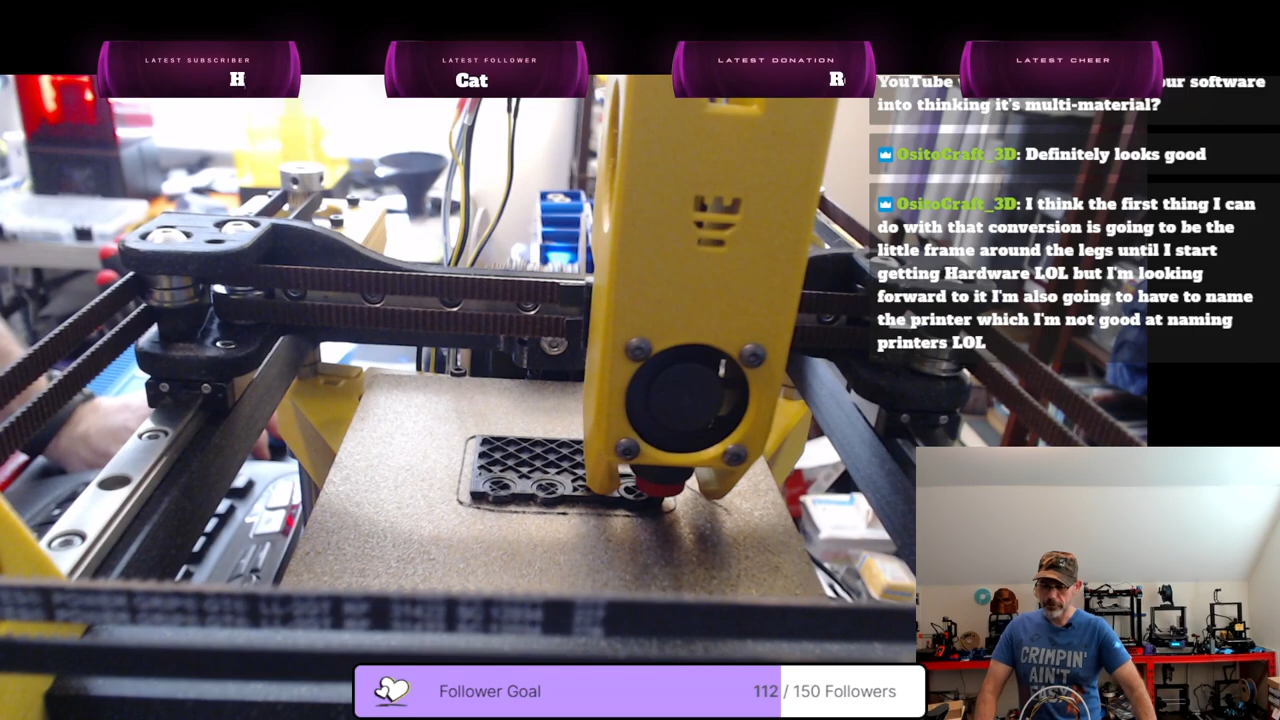 LATEST SUBSCRIBER
H
LATEST FOLLOWER
Cat
LATEST DONATION
R
LATEST CHEER
YouTube
our software
into thinking it's multi-material?
OsitoCraft_3D: Definitely looks good
OsitoCraft_3D: I think the first thing I can
do with that conversion is going to be the
little frame around the legs until I start
getting Hardware LOL but I'm looking
forward to it I'm also going to have to name
the printer which I'm not good at naming
printers LOL
CRIMPIN'
AIN'T
Follower Goal
112 / 150 Followers